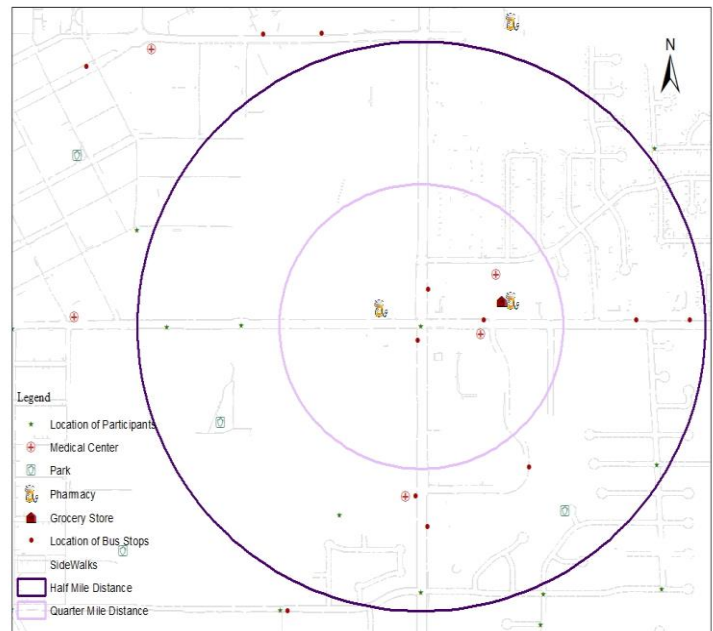 N
Legend
Location of Participants
Medical Center
Park
Pharmacy
Grocery Store
Location of Bus Stops
SideWalks
Half Mile Distance
Quarter Mile Distance